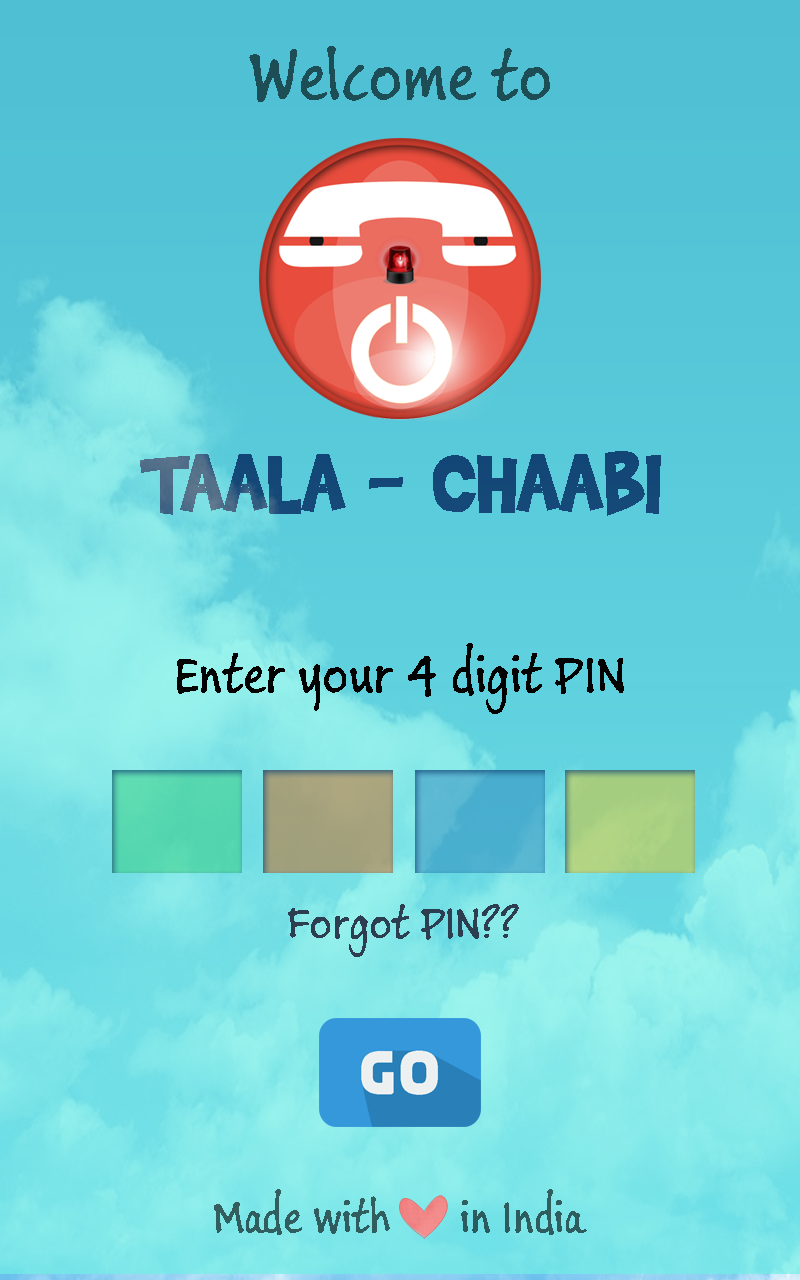 Welcome to
TAALA - CHAABI
Enter your 4 digit PIN
Forgot PIN??
GO
Made with ❤ in India